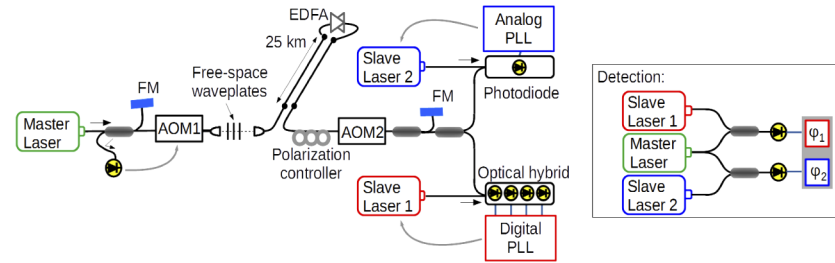 EDFA
25 km
Free-space
waveplates
FM
Master
Laser
AOM1
Polarization
controller
AOM2
FM
Slave
Laser 2
Analog
PLL
Photodiode
Optical hybrid
Slave
Laser 1
Digital
PLL
Detection:
Slave
Laser 1
Master
Laser
Slave
Laser 2
φ1
φ2